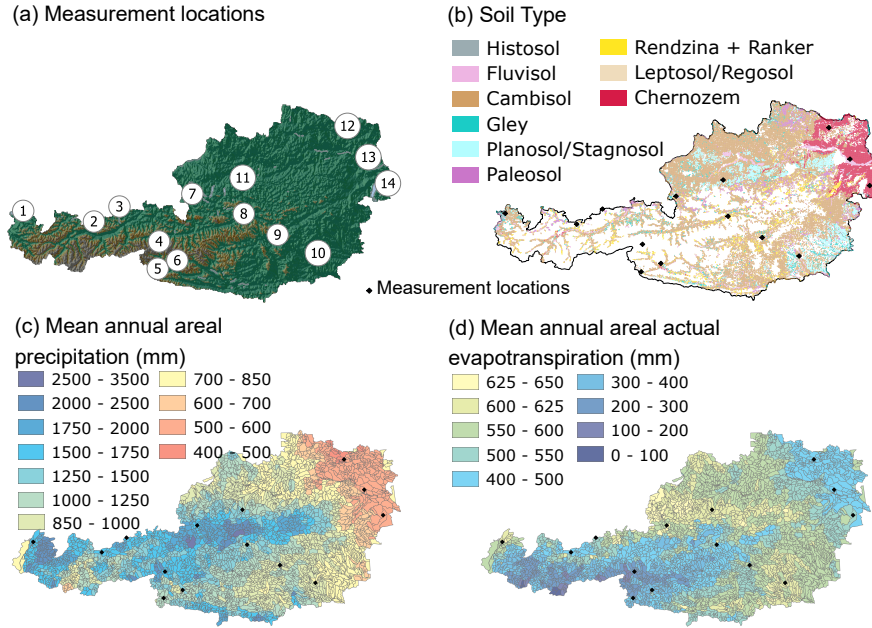 (a) Measurement locations
12
13
11
14
7
1
3
2
8
4
9
10
6
5
Measurement locations
(b) Soil Type
Histosol
Fluvisol
Cambisol
Gley
Planosol/Stagnosol
Paleosol
Rendzina + Ranker
Leptosol/Regosol
Chernozem
(c) Mean annual areal
precipitation (mm)
2500 - 3500
2000 - 2500
1750 - 2000
1500 - 1750
1250 - 1500
1000 - 1250
850 - 1000
700 - 850
600 - 700
500 - 600
400 - 500
(d) Mean annual areal actual
evapotranspiration (mm)
625 - 650
600 - 625
550 - 600
500 - 550
400 - 500
300 - 400
200 - 300
100 - 200
0 - 100